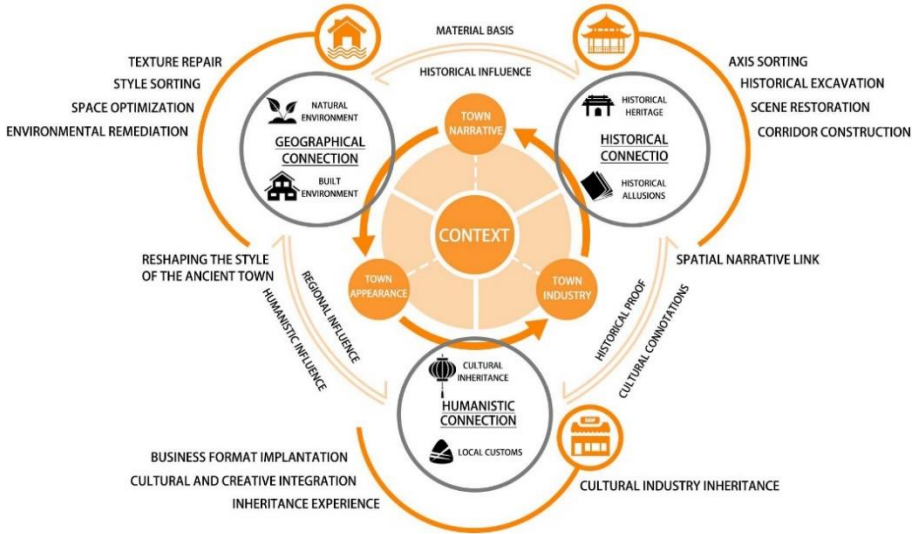 MATERIAL BASIS
HISTORICAL INFLUENCE
TEXTURE REPAIR
STYLE SORTING
SPACE OPTIMIZATION
ENVIRONMENTAL REMEDIATION
NATURAL
ENVIRONMENT
GEOGRAPHICAL
CONNECTION
BUILT
ENVIRONMENT
RESHAPING THE STYLE
OF THE ANCIENT TOWN
AXIS SORTING
HISTORICAL EXCAVATION
SCENE RESTORATION
CORRIDOR CONSTRUCTION
HISTORICAL
HERITAGE
HISTORICAL
CONNECTIO
HISTORICAL
ALLUSIONS
SPATIAL NARRATIVE LINK
TOWN
NARRATIVE
CONTEXT
TOWN
APPEARANCE
TOWN
INDUSTRY
REGIONAL INFLUENCE
HUMANISTIC INFLUENCE
HISTORICAL PROOF
CULTURAL CONNOTATIONS
CULTURAL
INHERITANCE
HUMANISTIC
CONNECTION
LOCAL CUSTOMS
BUSINESS FORMAT IMPLANTATION
CULTURAL AND CREATIVE INTEGRATION
INHERITANCE EXPERIENCE
CULTURAL INDUSTRY INHERITANCE